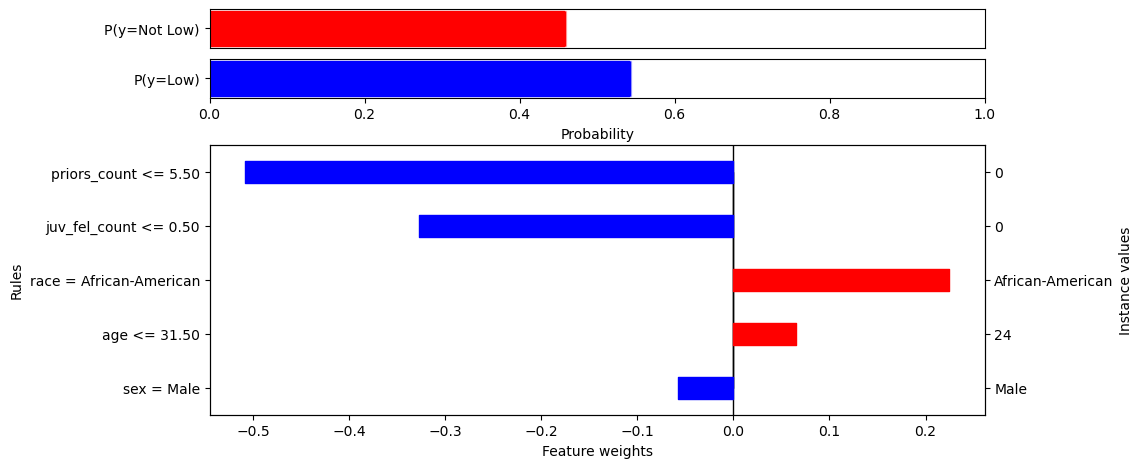 P(y=Not Low)
P(y=Low)
0.0 0.2 0.4 0.6 0.8 1.0
Probability
priors_count <= 5.50 0
juv_fel_count <= 0.50 0
race = African-American African-American
age <= 31.50 24
sex = Male Male
Rules
Instance values
−0.5 −0.4 −0.3 −0.2 −0.1 0.0 0.1 0.2
Feature weights